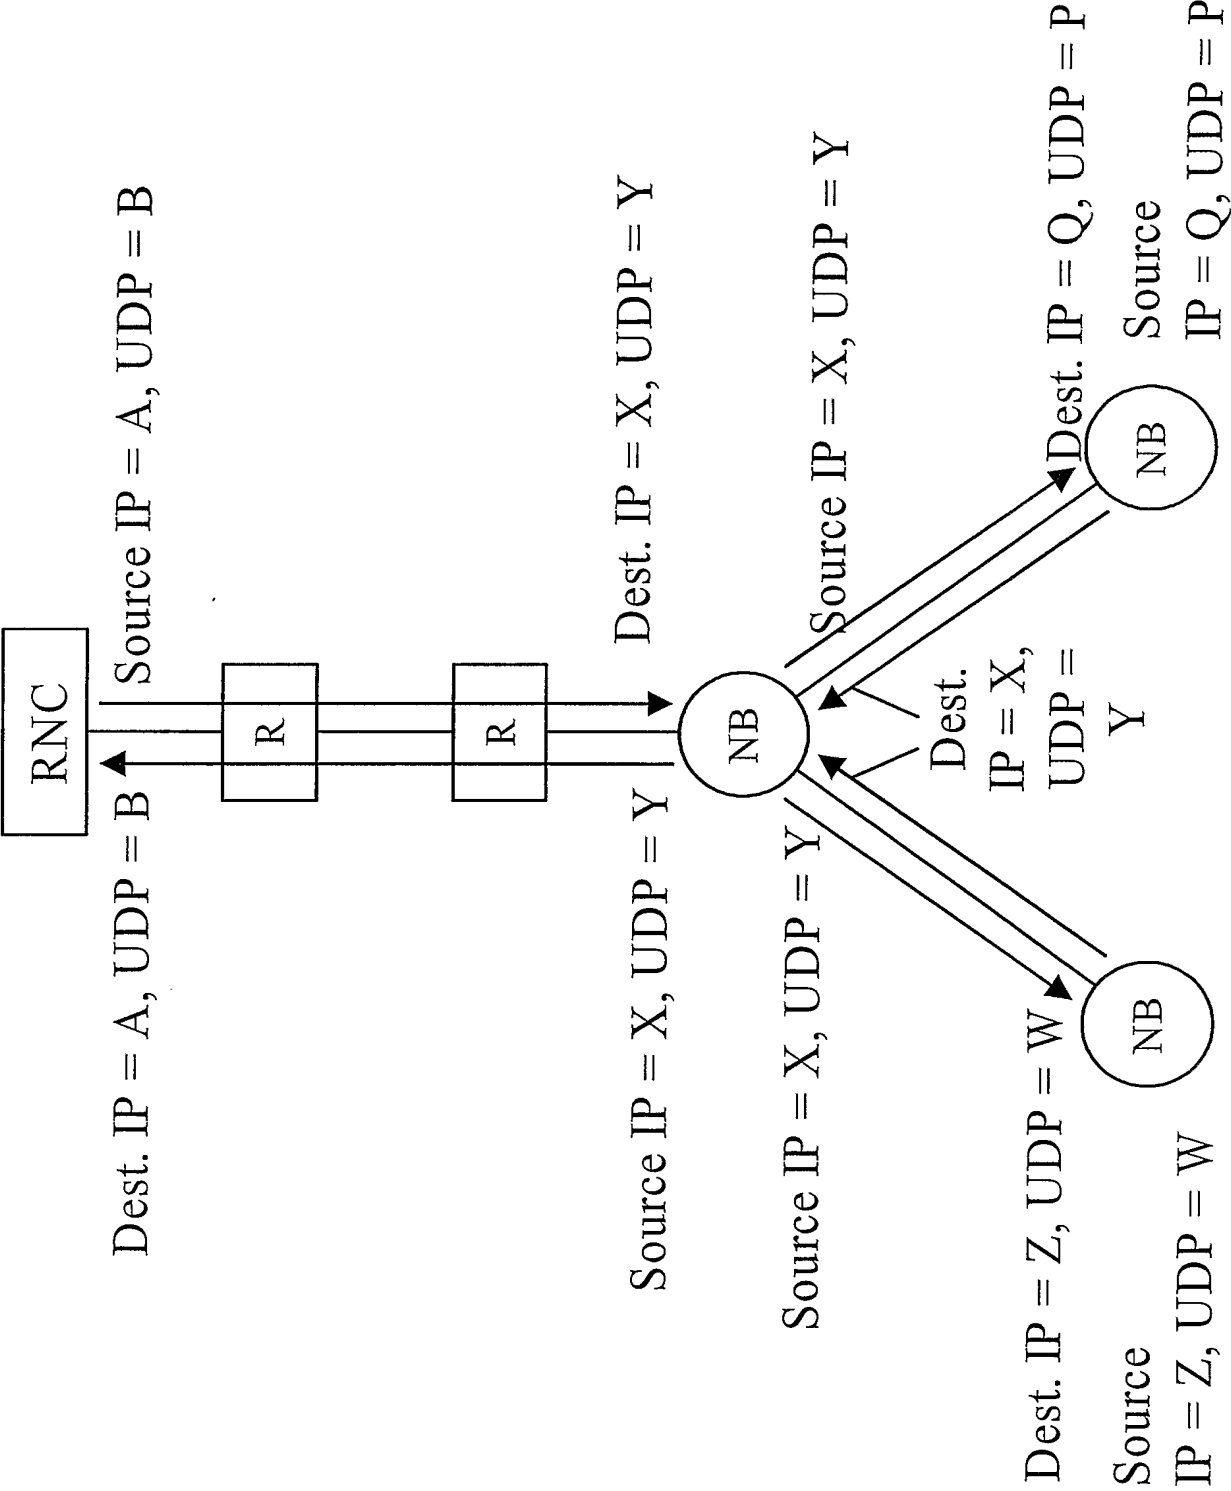 RNC
Dest. IP = A, UDP = B
Source IP = A, UDP = B
R
R
Source IP = X, UDP = Y
Dest. IP = X, UDP = Y
NB
Source IP = X, UDP = Y
Source IP = X, UDP = Y
Dest.
IP = X,
UDP =
Y
Dest. IP = Z, UDP = W
Dest. IP = Q, UDP = P
NB
NB
Source
IP = Z, UDP = W
Source
IP = Q, UDP = P